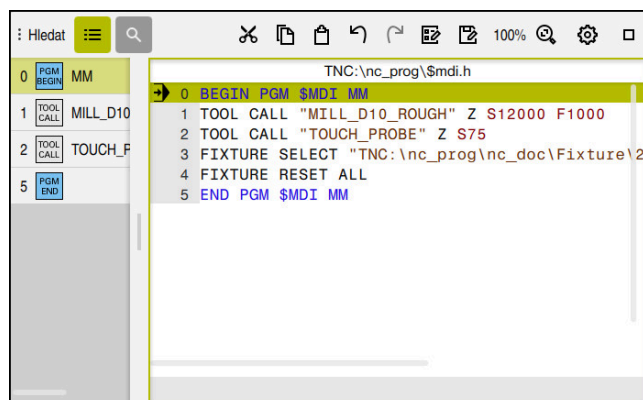 Hledat
100%
0 PGM BEGIN MM
1 TOOL CALL MILL_D10
2 TOOL CALL TOUCH_P
5 PGM END
TNC:\nc_prog\$mdi.h
0 BEGIN PGM $MDI MM
1 TOOL CALL "MILL_D10_ROUGH" Z S12000 F1000
2 TOOL CALL "TOUCH_PROBE" Z S75
3 FIXTURE SELECT "TNC:\nc_prog\nc_doc\Fixture\2
4 FIXTURE RESET ALL
5 END PGM $MDI MM